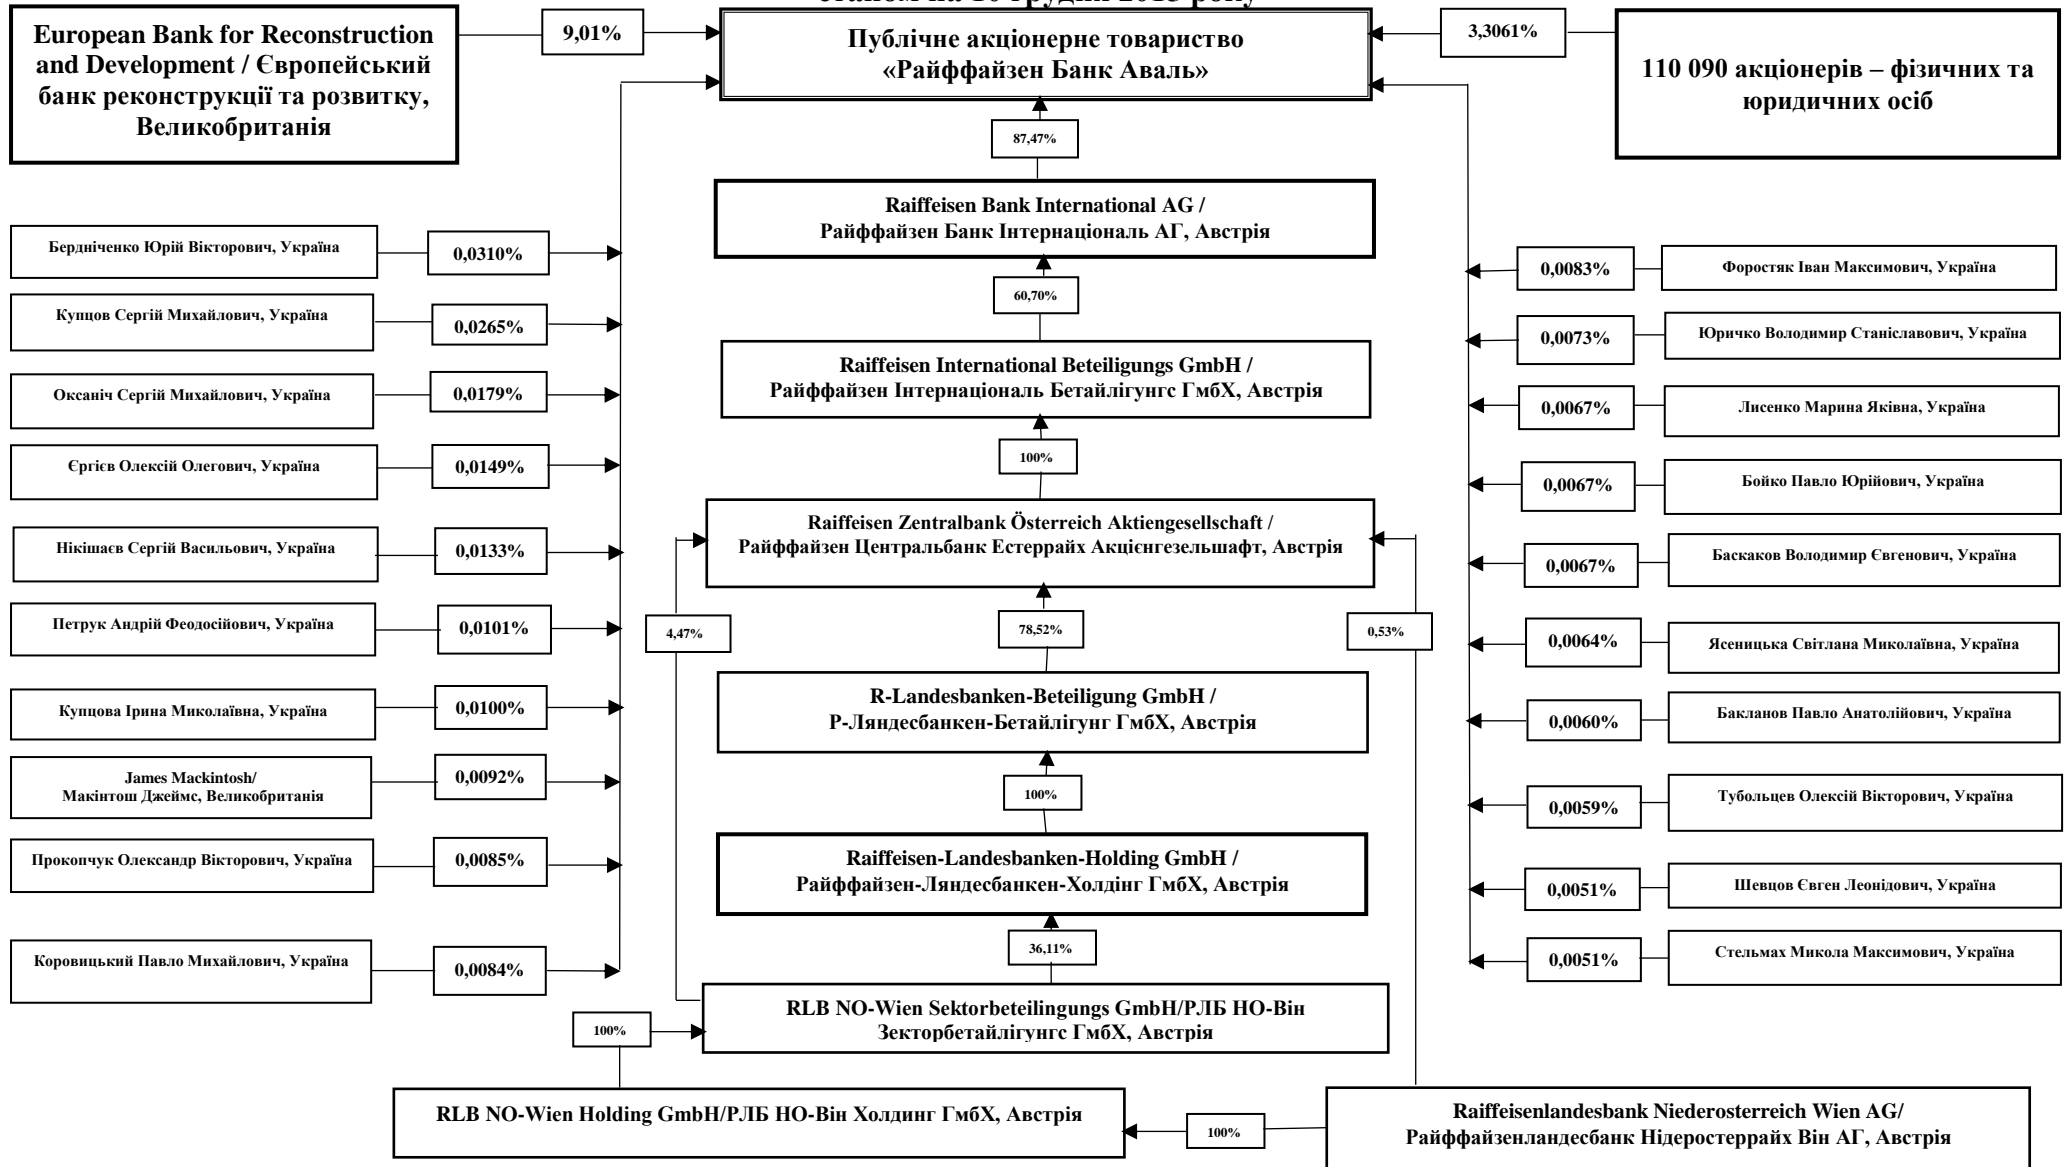 станом на 10 грудня 2015 року
European Bank for Reconstruction
and Development / Європейський
банк реконструкції та розвитку,
Великобританія
9,01%
Публічне акціонерне товариство
«Райффайзен Банк Аваль»
3,3061%
110 090 акціонерів – фізичних та
юридичних осіб
87,47%
Raiffeisen Bank International AG /
Райффайзен Банк Інтернаціональ АГ, Австрія
60,70%
Raiffeisen International Beteiligungs GmbH /
Райффайзен Інтернаціональ Бетайлігунгс ГмбХ, Австрія
100%
Raiffeisen Zentralbank Österreich Aktiengesellschaft /
Райффайзен Центральбанк Естеррайх Акцієнгезельшафт, Австрія
4,47%
78,52%
0,53%
R-Landesbanken-Beteiligung GmbH /
Р-Ляндесбанкен-Бетайлігунг ГмбХ, Австрія
100%
Raiffeisen-Landesbanken-Holding GmbH /
Райффайзен-Ляндесбанкен-Холдінг ГмбХ, Австрія
36,11%
RLB NO-Wien Sektorbeteilingungs GmbH/РЛБ НО-Він
Зекторбетайлігунгс ГмбХ, Австрія
100%
RLB NO-Wien Holding GmbH/РЛБ НО-Він Холдинг ГмбХ, Австрія
100%
Raiffeisenlandesbank Niederosterreich Wien AG/
Райффайзенландесбанк Нідеростеррайх Він АГ, Австрія
Бердніченко Юрій Вікторович, Україна
0,0310%
Купцов Сергій Михайлович, Україна
0,0265%
Оксаніч Сергій Михайлович, Україна
0,0179%
Єргієв Олексій Олегович, Україна
0,0149%
Нікішаєв Сергій Васильович, Україна
0,0133%
Петрук Андрій Феодосійович, Україна
0,0101%
Купцова Ірина Миколаївна, Україна
0,0100%
James Mackintosh/
Макінтош Джеймс, Великобританія
0,0092%
Прокопчук Олександр Вікторович, Україна
0,0085%
Коровицький Павло Михайлович, Україна
0,0084%
0,0083%
Форостяк Іван Максимович, Україна
0,0073%
Юричко Володимир Станіславович, Україна
0,0067%
Лисенко Марина Яківна, Україна
0,0067%
Бойко Павло Юрійович, Україна
0,0067%
Баскаков Володимир Євгенович, Україна
0,0064%
Ясеницька Світлана Миколаївна, Україна
0,0060%
Бакланов Павло Анатолійович, Україна
0,0059%
Тубольцев Олексій Вікторович, Україна
0,0051%
Шевцов Євген Леонідович, Україна
0,0051%
Стельмах Микола Максимович, Україна